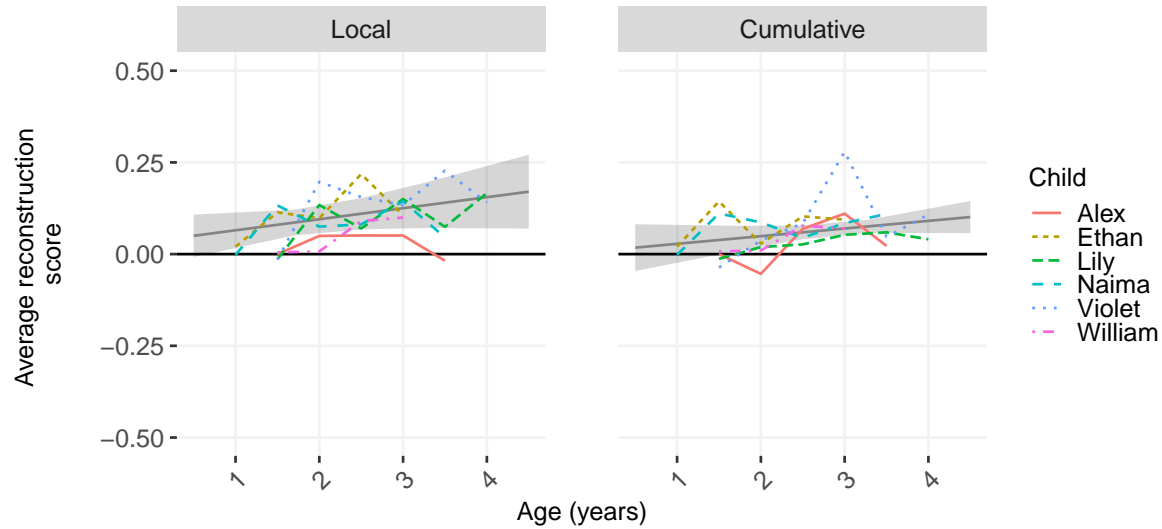 Local
Cumulative
0.50
0.25
0.00
−0.25
−0.50
Average reconstruction
score
1
2
3
4
1
2
3
4
Age (years)
Child
Alex
Ethan
Lily
Naima
Violet
William